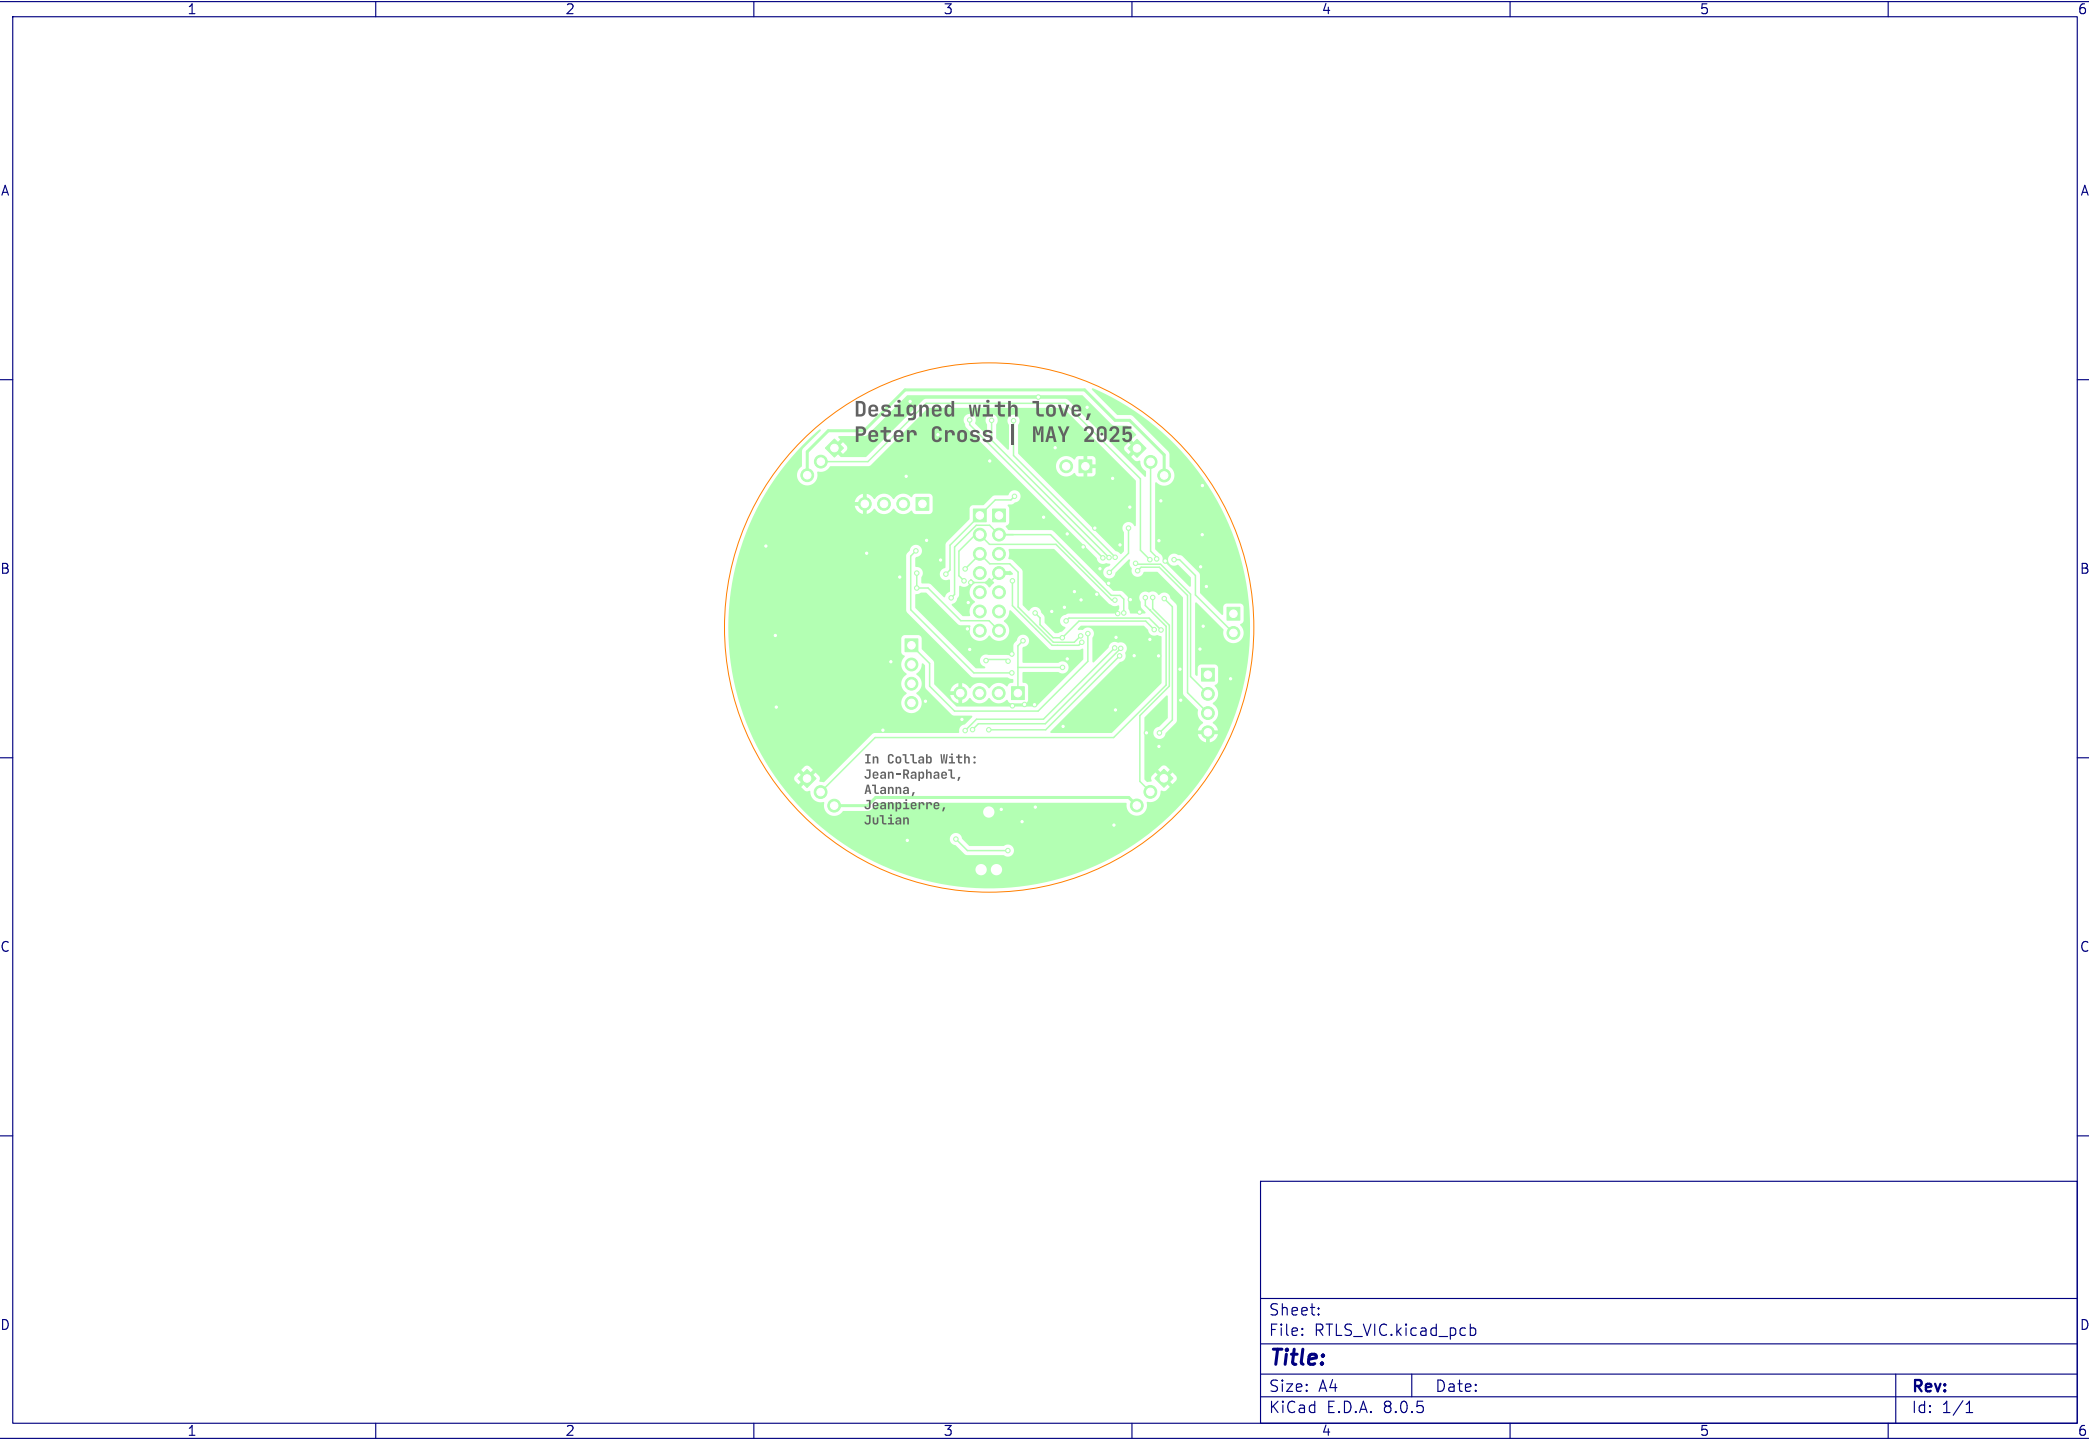 1 2 3 4 5 6
A A
Designed with love,
Peter Cross | MAY 2025
B B
In Collab With:
Jean-Raphael,
Alanna,
Jeanpierre,
Julian
C C
Sheet:
File: RTLS_VIC.kicad_pcb
D D
Title:
Size: A4 Date: Rev:
KiCad E.D.A. 8.0.5 Id: 1/1
1 2 3 4 5 6